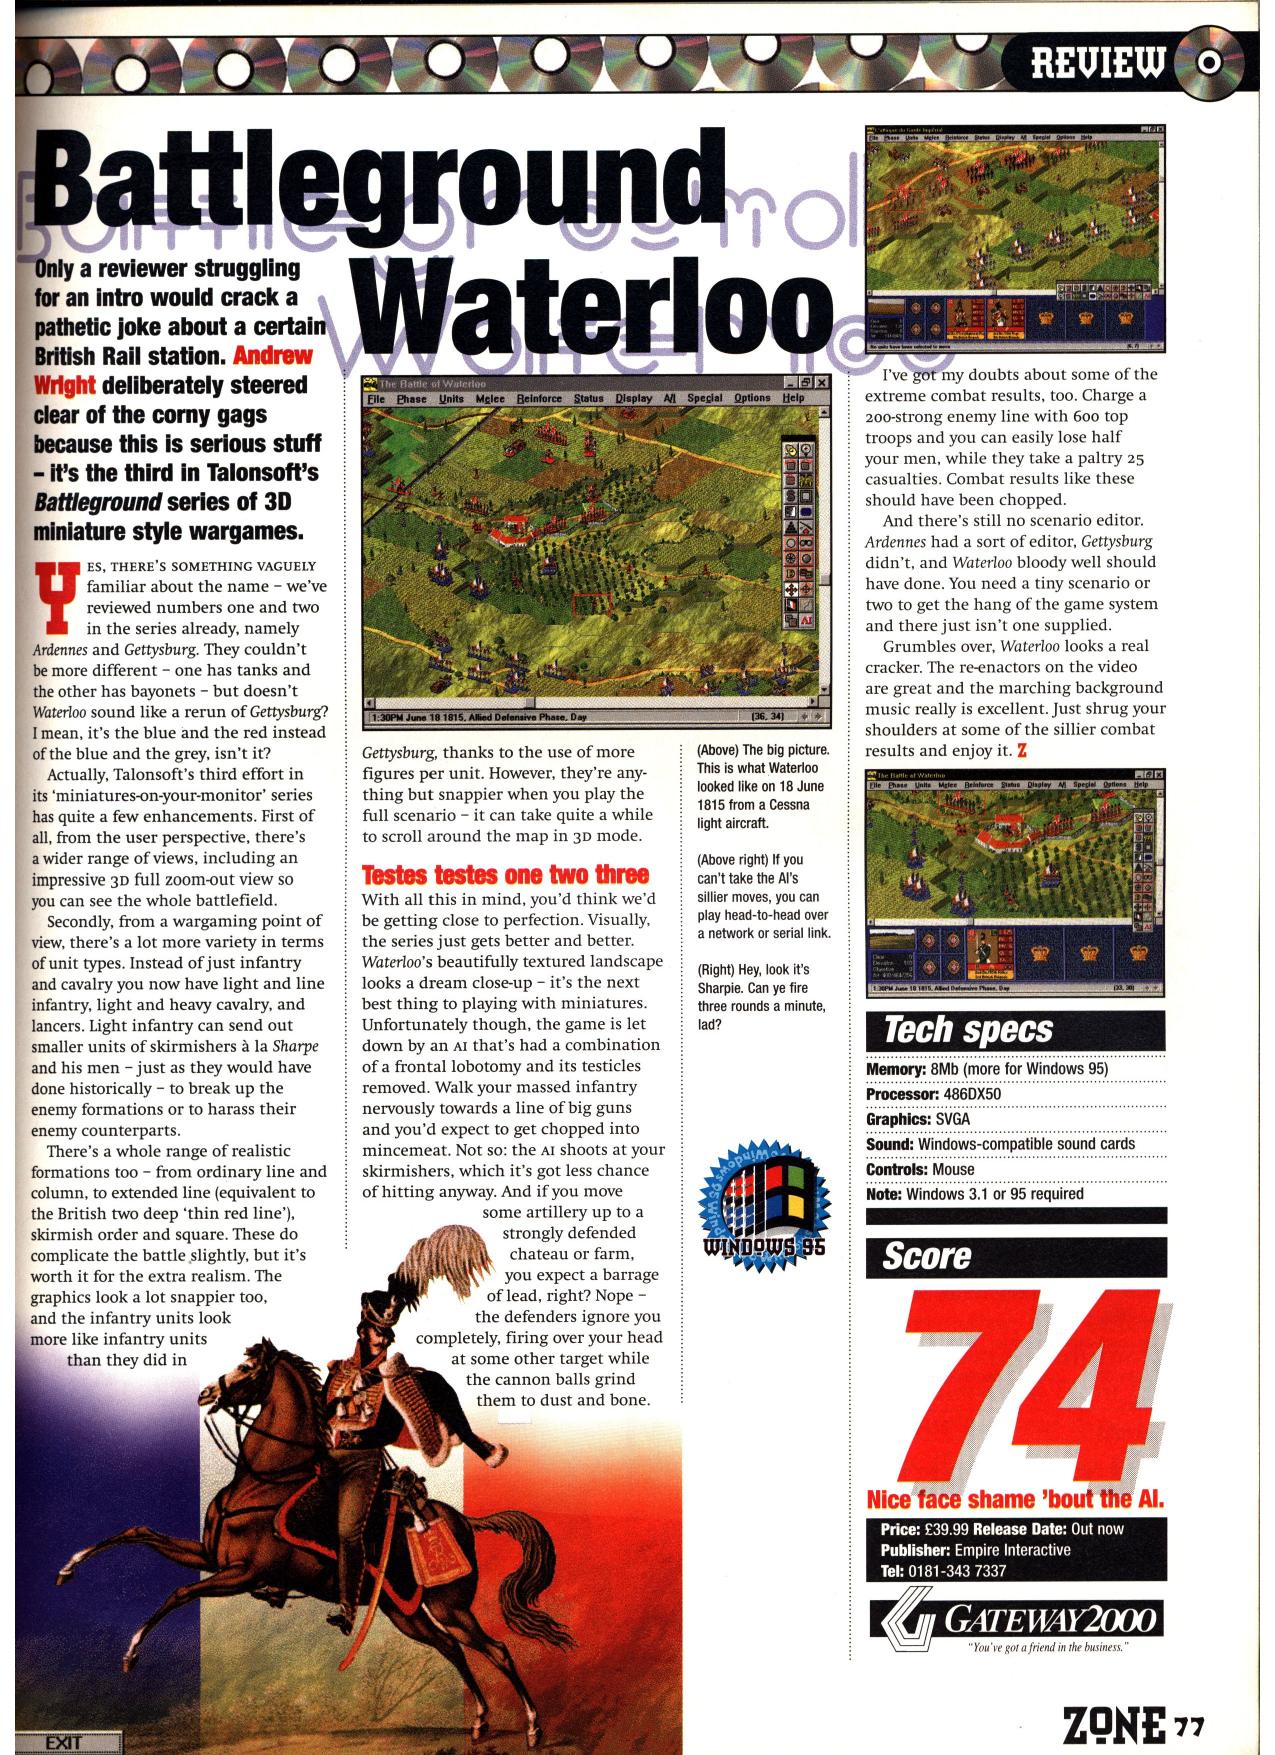 REVIEW
Battleground
Waterloo
Only a reviewer struggling
for an intro would crack a
pathetic joke about a certain
British Rail station. Andrew
Wright deliberately steered
clear of the corny gags
because this is serious stuff
– it's the third in Talonsoft's
Battleground series of 3D
miniature style wargames.
YES, THERE'S SOMETHING VAGUELY
familiar about the name – we've
reviewed numbers one and two
in the series already, namely
Ardennes and Gettysburg. They couldn't
be more different – one has tanks and
the other has bayonets – but doesn't
Waterloo sound like a rerun of Gettysburg?
I mean, it's the blue and the red instead
of the blue and the grey, isn't it?
Actually, Talonsoft's third effort in
its 'miniatures-on-your-monitor' series
has quite a few enhancements. First of
all, from the user perspective, there's
a wider range of views, including an
impressive 3D full zoom-out view so
you can see the whole battlefield.
Secondly, from a wargaming point of
view, there's a lot more variety in terms
of unit types. Instead of just infantry
and cavalry you now have light and line
infantry, light and heavy cavalry, and
lancers. Light infantry can send out
smaller units of skirmishers à la Sharpe
and his men – just as they would have
done historically – to break up the
enemy formations or to harass their
enemy counterparts.
There's a whole range of realistic
formations too – from ordinary line and
column, to extended line (equivalent to
the British two deep 'thin red line'),
skirmish order and square. These do
complicate the battle slightly, but it's
worth it for the extra realism. The
graphics look a lot snappier too,
and the infantry units look
more like infantry units
than they did in
The Battle of Waterloo
File Phase Units Melee Reinforce Status Display A/I Special Options Help
AI
1:30PM June 18 1815, Allied Defensive Phase, Day (36, 34)
Gettysburg, thanks to the use of more
figures per unit. However, they're any-
thing but snappier when you play the
full scenario – it can take quite a while
to scroll around the map in 3D mode.
Testes testes one two three
With all this in mind, you'd think we'd
be getting close to perfection. Visually,
the series just gets better and better.
Waterloo's beautifully textured landscape
looks a dream close-up – it's the next
best thing to playing with miniatures.
Unfortunately though, the game is let
down by an AI that's had a combination
of a frontal lobotomy and its testicles
removed. Walk your massed infantry
nervously towards a line of big guns
and you'd expect to get chopped into
mincemeat. Not so: the AI shoots at your
skirmishers, which it's got less chance
of hitting anyway. And if you move
some artillery up to a
strongly defended
chateau or farm,
you expect a barrage
of lead, right? Nope –
the defenders ignore you
completely, firing over your head
at some other target while
the cannon balls grind
them to dust and bone.
(Above) The big picture.
This is what Waterloo
looked like on 18 June
1815 from a Cessna
light aircraft.
(Above right) If you
can't take the AI's
sillier moves, you can
play head-to-head over
a network or serial link.
(Right) Hey, look it's
Sharpie. Can ye fire
three rounds a minute,
lad?
WINDOWS 95
File Phase Units Melee Reinforce Status Display A/I Special Options Help
I've got my doubts about some of the
extreme combat results, too. Charge a
200-strong enemy line with 600 top
troops and you can easily lose half
your men, while they take a paltry 25
casualties. Combat results like these
should have been chopped.
And there's still no scenario editor.
Ardennes had a sort of editor, Gettysburg
didn't, and Waterloo bloody well should
have done. You need a tiny scenario or
two to get the hang of the game system
and there just isn't one supplied.
Grumbles over, Waterloo looks a real
cracker. The re-enactors on the video
are great and the marching background
music really is excellent. Just shrug your
shoulders at some of the sillier combat
results and enjoy it. Z
The Battle of Waterloo
File Phase Units Melee Reinforce Status Display A/I Special Options Help
1:30PM June 18 1815, Allied Defensive Phase, Day
Tech specs
Memory: 8Mb (more for Windows 95)
Processor: 486DX50
Graphics: SVGA
Sound: Windows-compatible sound cards
Controls: Mouse
Note: Windows 3.1 or 95 required
Score
74
Nice face shame 'bout the AI.
Price: £39.99 Release Date: Out now
Publisher: Empire Interactive
Tel: 0181-343 7337
GATEWAY2000
"You've got a friend in the business."
EXIT
ZONE 77